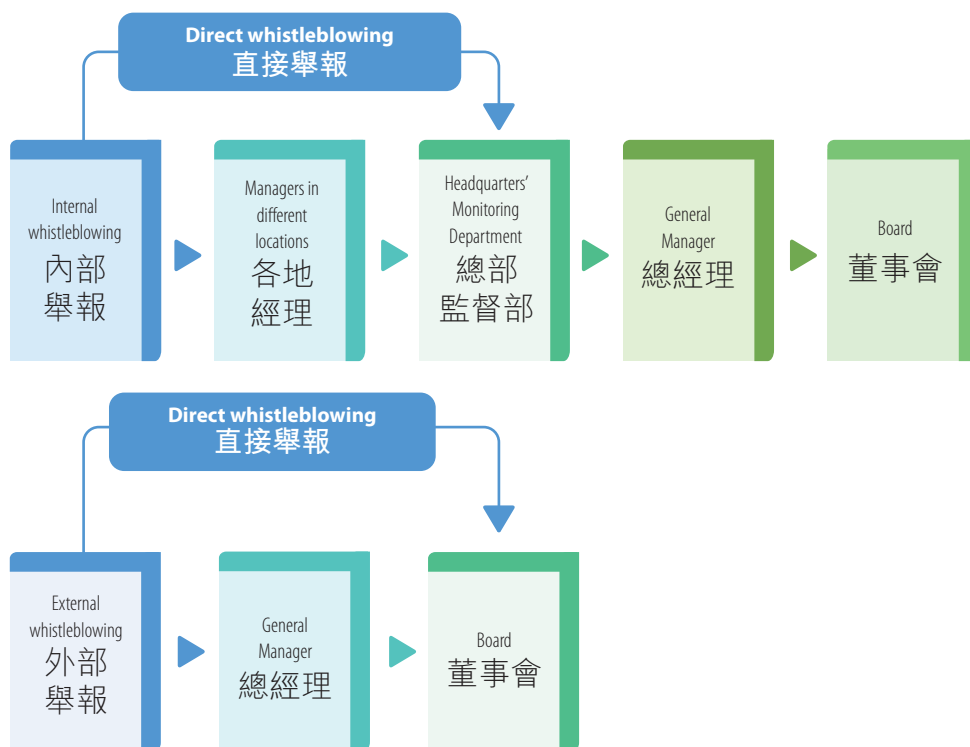 Direct whistleblowing
直接舉報
Internal
whistleblowing
內部
舉報
Managers in
different
locations
各地
經理
Headquarters’
Monitoring
Department
總部
監督部
General
Manager
總經理
Board
董事會
Direct whistleblowing
直接舉報
External
whistleblowing
外部
舉報
General
Manager
總經理
Board
董事會